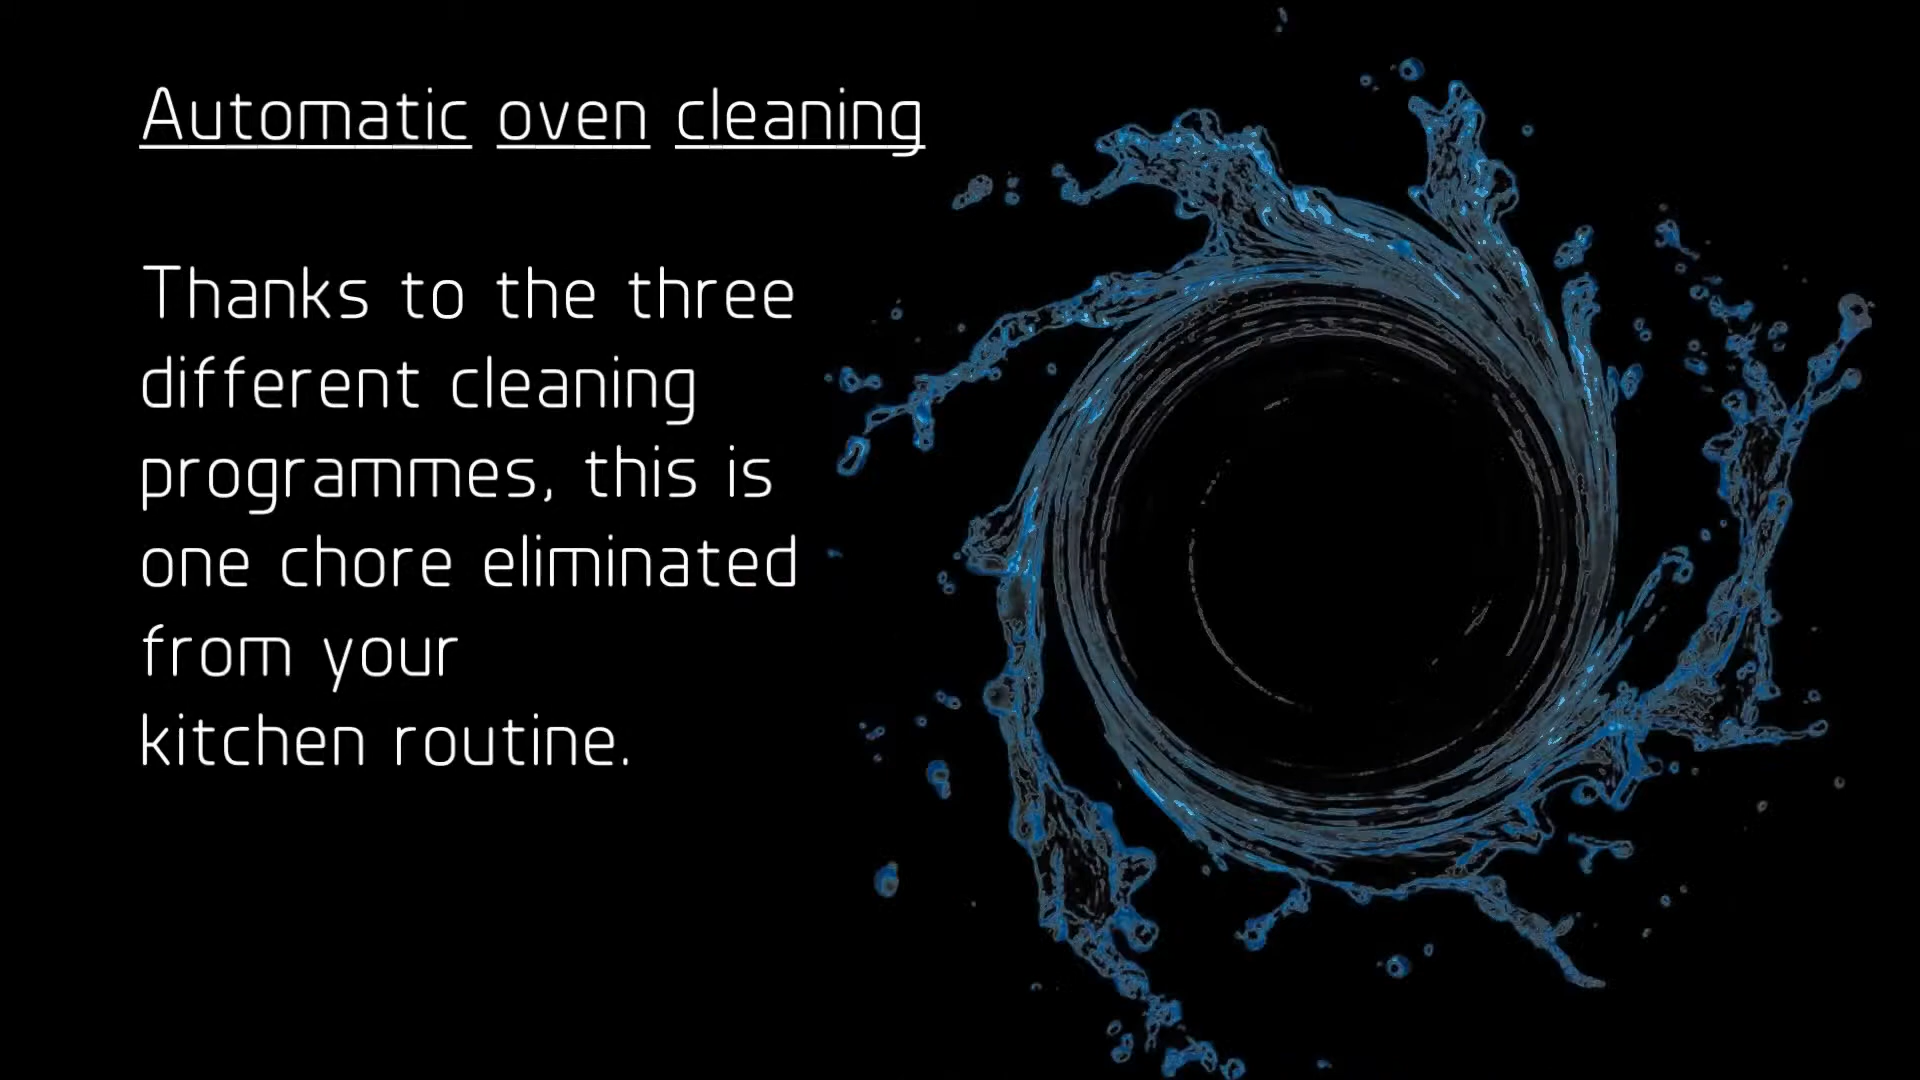 Automatic oven cleaning
Thanks to the three
different cleaning
programmes, this is
one chore eliminated
from your
kitchen routine.